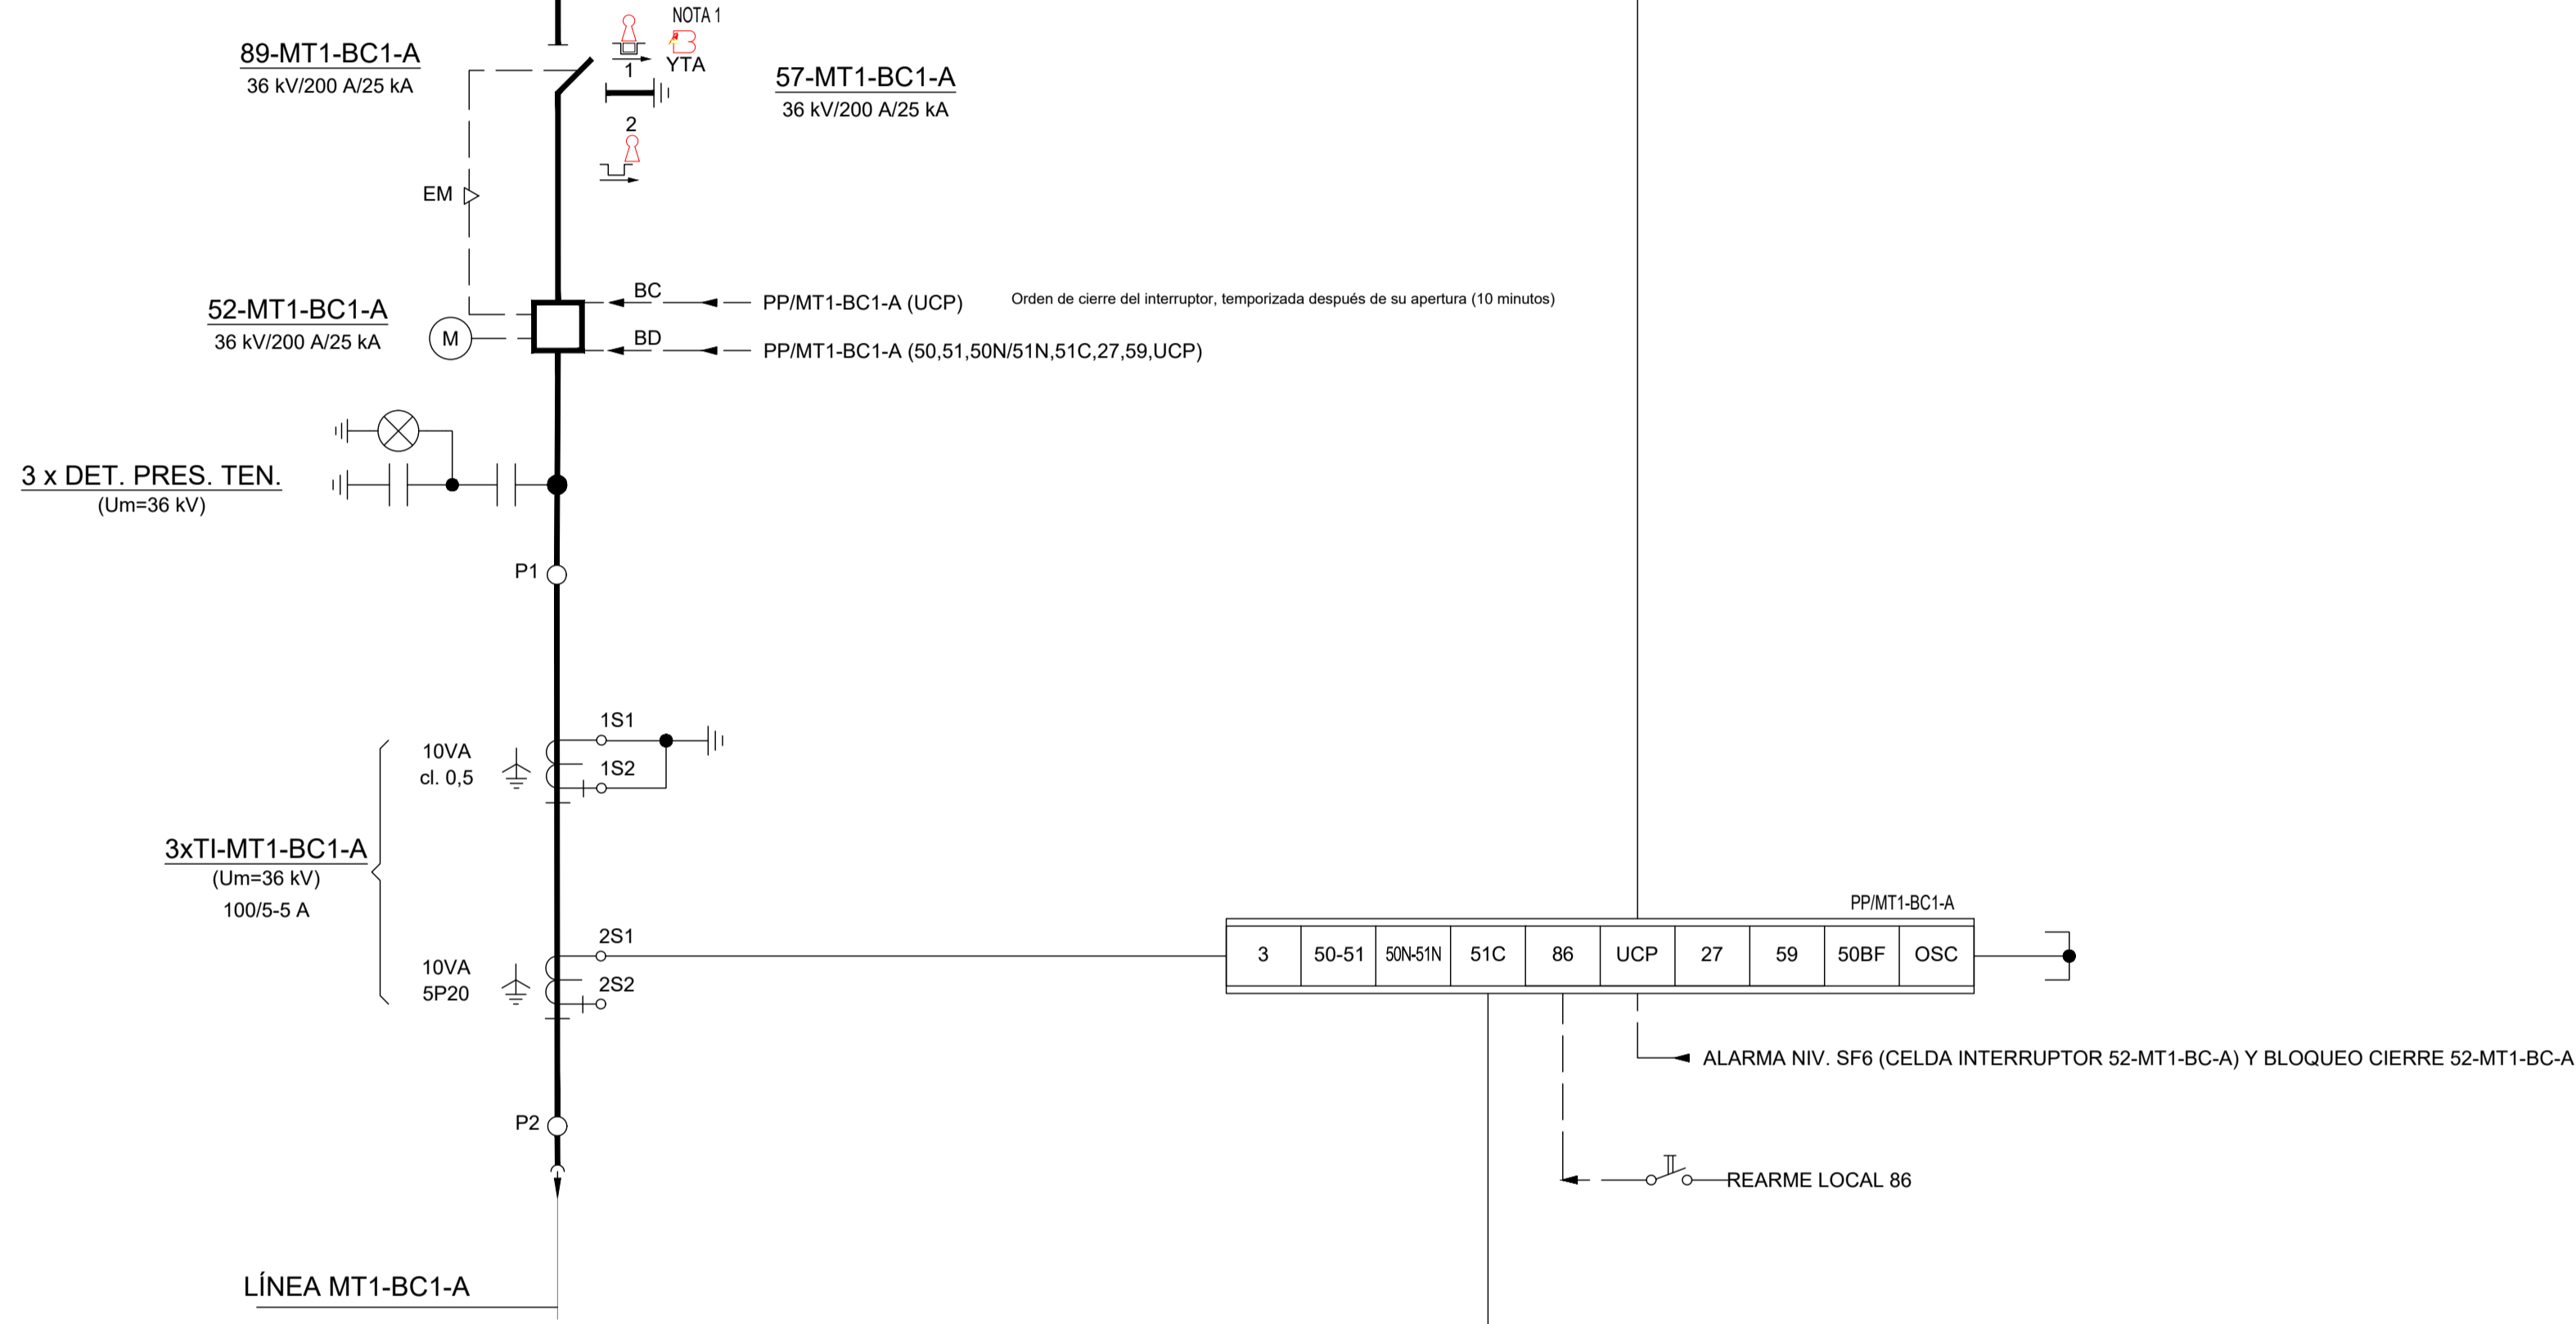 NOTA 1
89-MT1-BC1-A
36 kV/200 A/25 kA
B
1
YTA
57-MT1-BC1-A
36 kV/200 A/25 kA
2
EM
52-MT1-BC1-A
36 kV/200 A/25 kA
M
BC
PP/MT1-BC1-A (UCP)
Orden de cierre del interruptor, temporizada después de su apertura (10 minutos)
BD
PP/MT1-BC1-A (50,51,50N/51N,51C,27,59,UCP)
3 x DET. PRES. TEN.
(Um=36 kV)
P1
1S1
10VA
cl. 0,5
1S2
3xTI-MT1-BC1-A
(Um=36 kV)
100/5-5 A
2S1
10VA
5P20
2S2
PP/MT1-BC1-A
3 50-51 50N-51N 51C 86 UCP 27 59 50BF OSC
ALARMA NIV. SF6 (CELDA INTERRUPTOR 52-MT1-BC-A) Y BLOQUEO CIERRE 52-MT1-BC-A
P2
REARME LOCAL 86
LÍNEA MT1-BC1-A